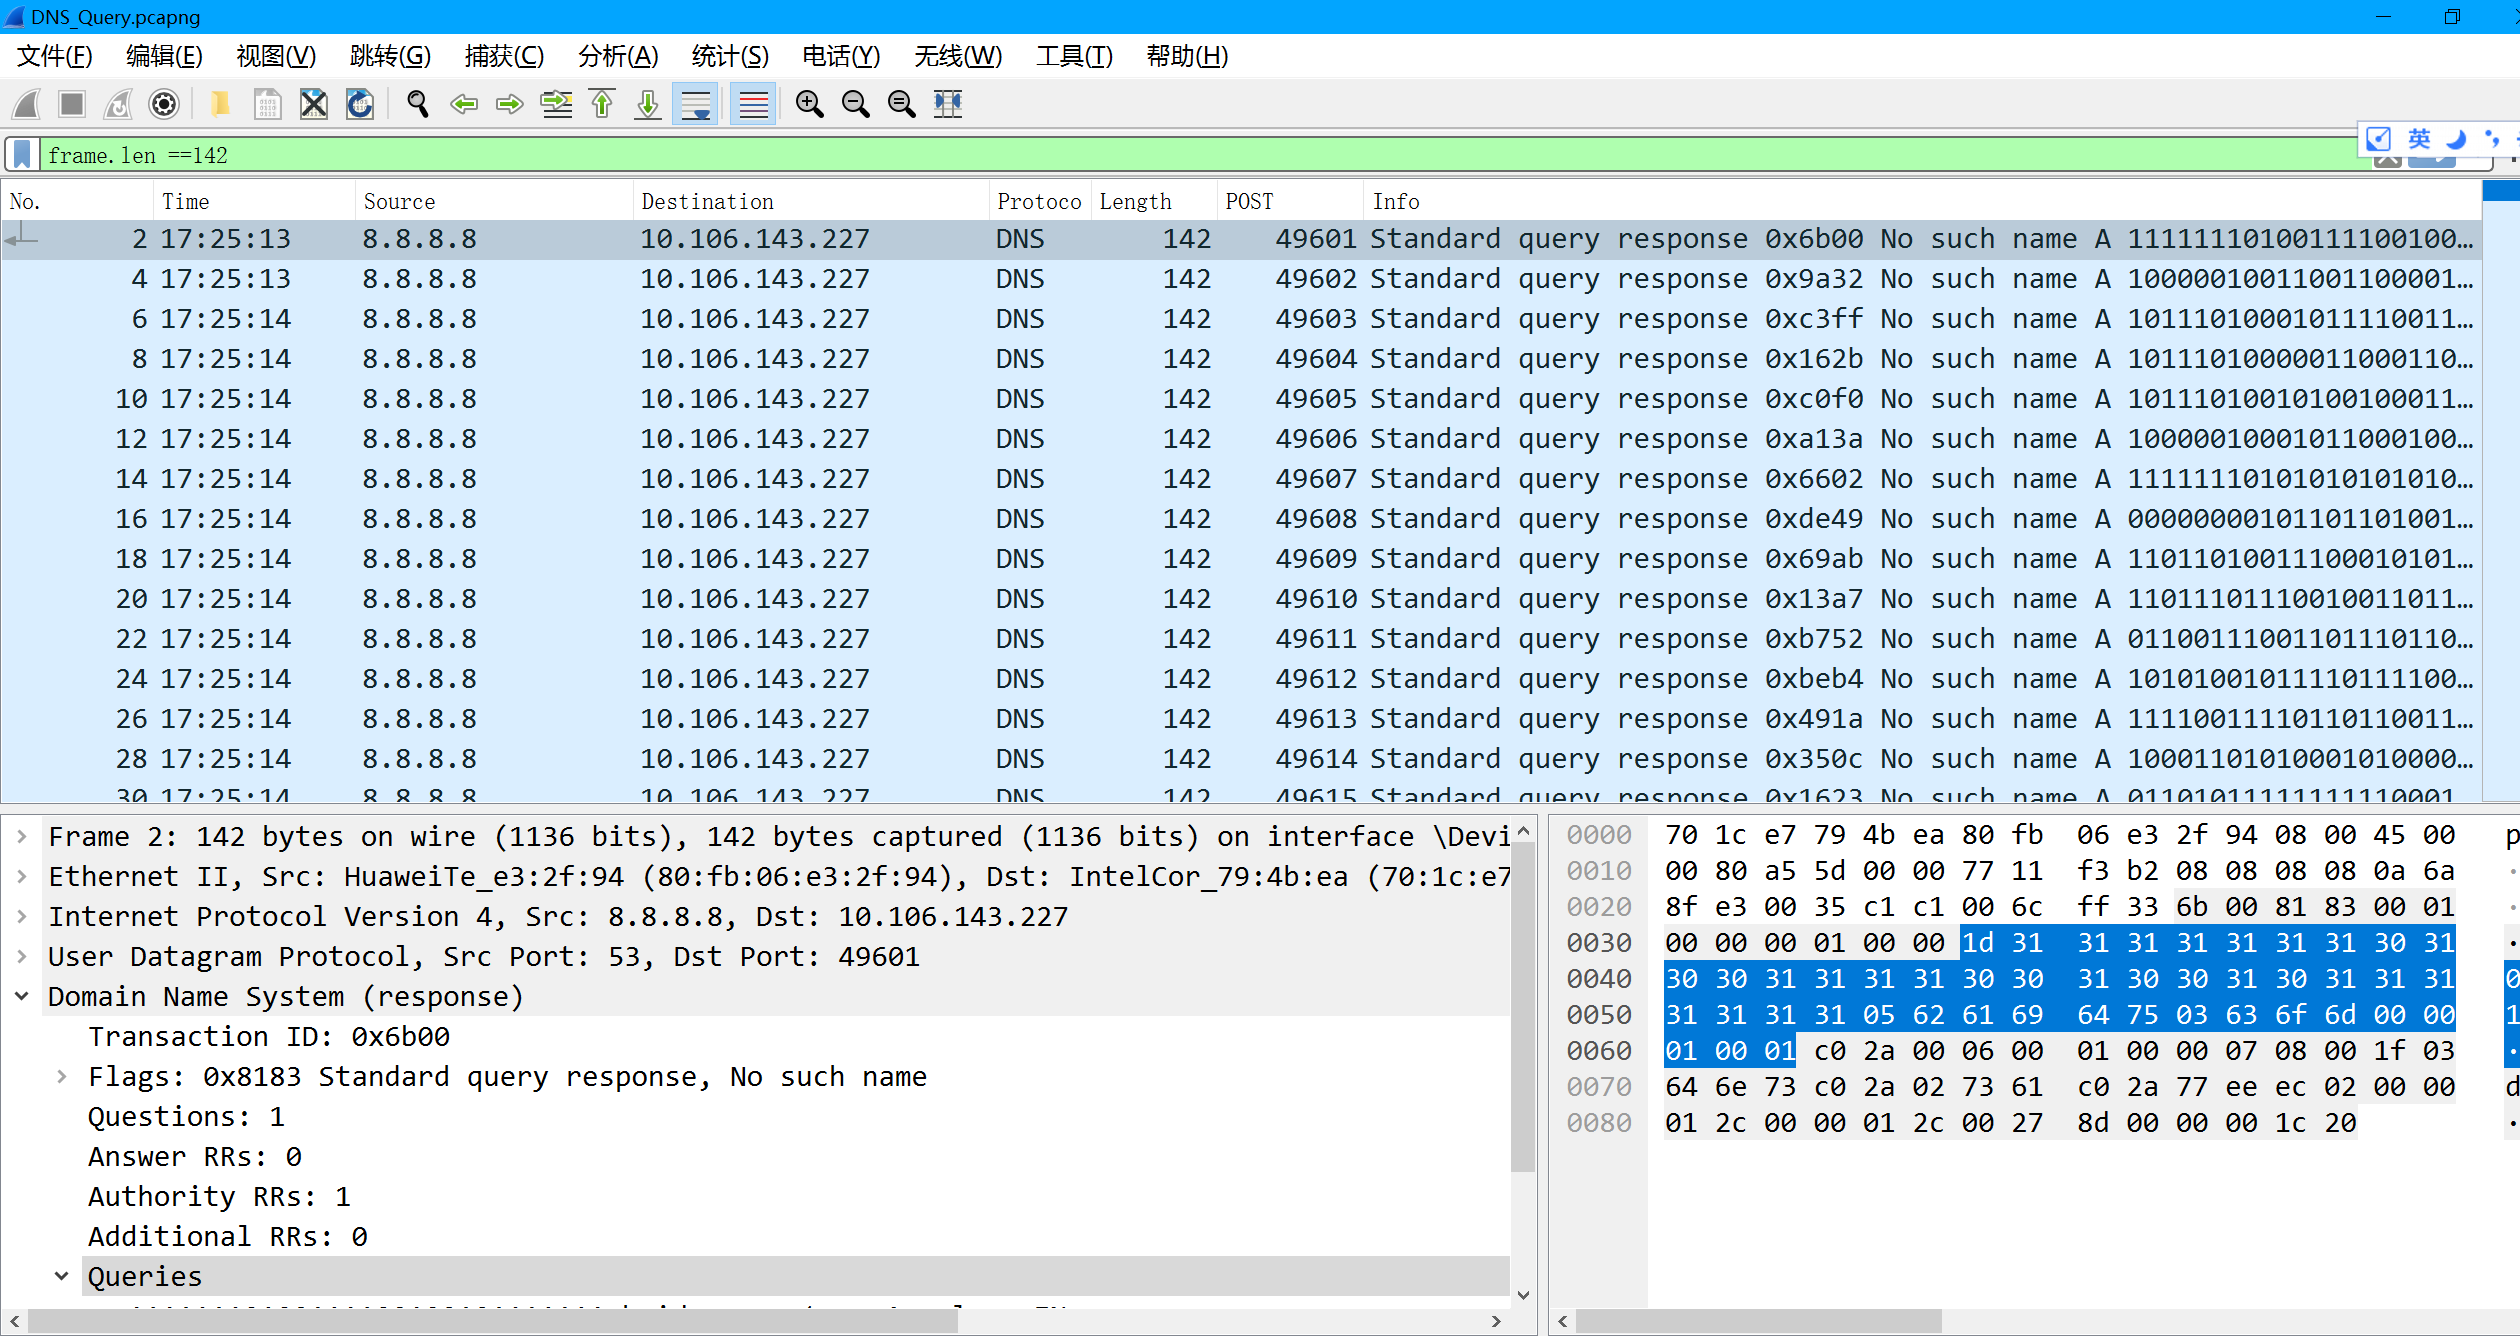 DNS_Query.pcapng
文件(F) 编辑(E) 视图(V) 跳转(G) 捕获(C) 分析(A) 统计(S) 电话(Y) 无线(W) 工具(T) 帮助(H)
frame.len ==142
英
No. Time Source Destination Protoco Length POST Info
2 17:25:13 8.8.8.8 10.106.143.227 DNS 142 49601 Standard query response 0x6b00 No such name A 11111110100111100100…
4 17:25:13 8.8.8.8 10.106.143.227 DNS 142 49602 Standard query response 0x9a32 No such name A 10000010011001100001…
6 17:25:14 8.8.8.8 10.106.143.227 DNS 142 49603 Standard query response 0xc3ff No such name A 10111010001011110011…
8 17:25:14 8.8.8.8 10.106.143.227 DNS 142 49604 Standard query response 0x162b No such name A 10111010000011000110…
10 17:25:14 8.8.8.8 10.106.143.227 DNS 142 49605 Standard query response 0xc0f0 No such name A 10111010010100100011…
12 17:25:14 8.8.8.8 10.106.143.227 DNS 142 49606 Standard query response 0xa13a No such name A 10000010001011000100…
14 17:25:14 8.8.8.8 10.106.143.227 DNS 142 49607 Standard query response 0x6602 No such name A 11111110101010101010…
16 17:25:14 8.8.8.8 10.106.143.227 DNS 142 49608 Standard query response 0xde49 No such name A 00000000101101101001…
18 17:25:14 8.8.8.8 10.106.143.227 DNS 142 49609 Standard query response 0x69ab No such name A 11011010011100010101…
20 17:25:14 8.8.8.8 10.106.143.227 DNS 142 49610 Standard query response 0x13a7 No such name A 11011101110010011011…
22 17:25:14 8.8.8.8 10.106.143.227 DNS 142 49611 Standard query response 0xb752 No such name A 01100111001101110110…
24 17:25:14 8.8.8.8 10.106.143.227 DNS 142 49612 Standard query response 0xbeb4 No such name A 10101001011110111100…
26 17:25:14 8.8.8.8 10.106.143.227 DNS 142 49613 Standard query response 0x491a No such name A 11110011110110110011…
28 17:25:14 8.8.8.8 10.106.143.227 DNS 142 49614 Standard query response 0x350c No such name A 10001101010001010000…
30 17:25:14 8.8.8.8 10.106.143.227 DNS 142 49615 Standard query response 0x1623 No such name A 01101011111111110001
Frame 2: 142 bytes on wire (1136 bits), 142 bytes captured (1136 bits) on interface \Devi
Ethernet II, Src: HuaweiTe_e3:2f:94 (80:fb:06:e3:2f:94), Dst: IntelCor_79:4b:ea (70:1c:e7
Internet Protocol Version 4, Src: 8.8.8.8, Dst: 10.106.143.227
User Datagram Protocol, Src Port: 53, Dst Port: 49601
Domain Name System (response)
Transaction ID: 0x6b00
Flags: 0x8183 Standard query response, No such name
Questions: 1
Answer RRs: 0
Authority RRs: 1
Additional RRs: 0
Queries
0000 70 1c e7 79 4b ea 80 fb 06 e3 2f 94 08 00 45 00 p
0010 00 80 a5 5d 00 00 77 11 f3 b2 08 08 08 08 0a 6a ·
0020 8f e3 00 35 c1 c1 00 6c ff 33 6b 00 81 83 00 01 ·
0030 00 00 00 01 00 00 1d 31 31 31 31 31 31 31 30 31 ·
0040 30 30 31 31 31 31 30 30 31 30 30 31 30 31 31 31 0
0050 31 31 31 31 05 62 61 69 64 75 03 63 6f 6d 00 00 1
0060 01 00 01 c0 2a 00 06 00 01 00 00 07 08 00 1f 03 ·
0070 64 6e 73 c0 2a 02 73 61 c0 2a 77 ee ec 02 00 00 d
0080 01 2c 00 00 01 2c 00 27 8d 00 00 00 1c 20 ·